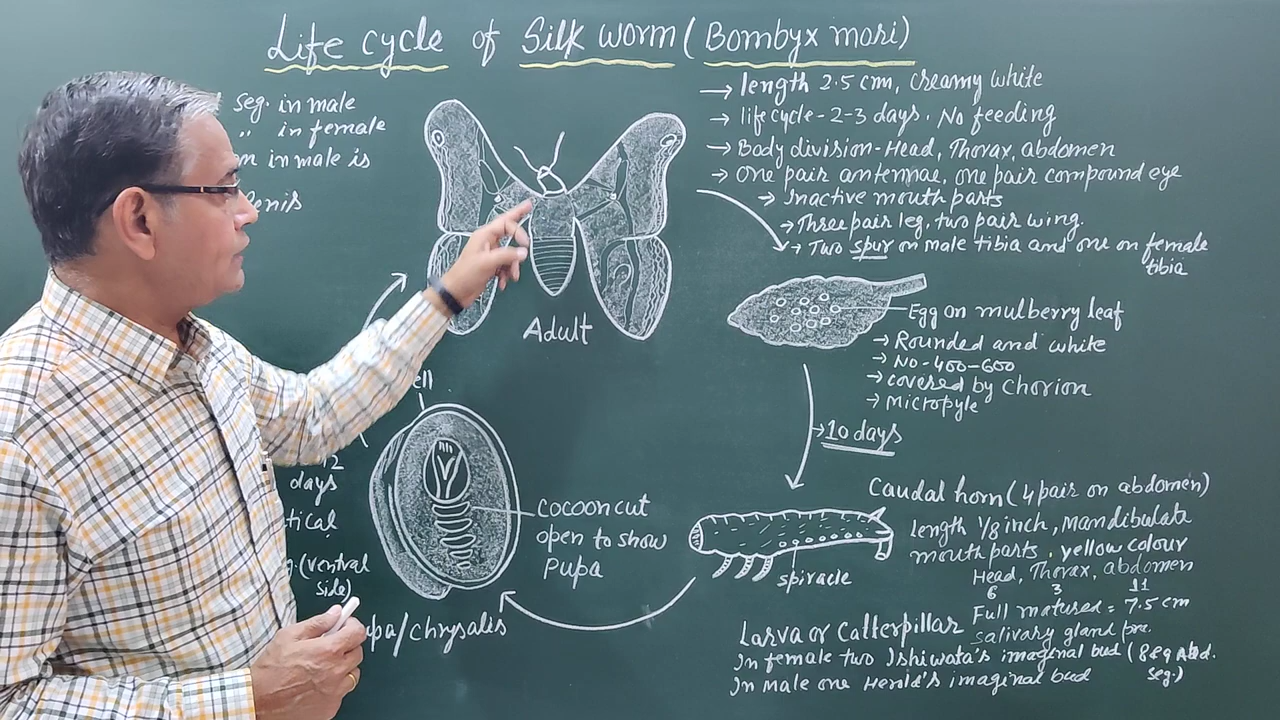 Life cycle of Silk worm (Bombyx mori)
seg. in male
〃 in female
in male is
Penis
→ length 2.5 cm, creamy white
→ life cycle - 2-3 days. No feeding
→ Body division - Head, Thorax, abdomen
→ One pair antennae, one pair compound eye
→ Inactive mouth parts
→ Three pair leg, two pair wing.
→ Two spur on male tibia and one on female
tibia
Adult
Egg on mulberry leaf
→ Rounded and white
→ No-400-600
→ covered by Chorion
→ Micropyle
→ 10 days
Caudal horn (4 pair on abdomen)
length 1/8 inch, Mandibulate
mouth parts, yellow colour
Head, Thorax, abdomen
6 3 11
Full matured = 7.5 cm
salivary gland pre.
spiracle
Larva or Catterpillar
In female two Ishiwata's imaginal bud (8 & 9 Abd.
seg.)
In male one Herold's imaginal bud
ell
12
days
tical
(ventral
side)
cocoon cut
open to show
pupa
upa/chrysalis